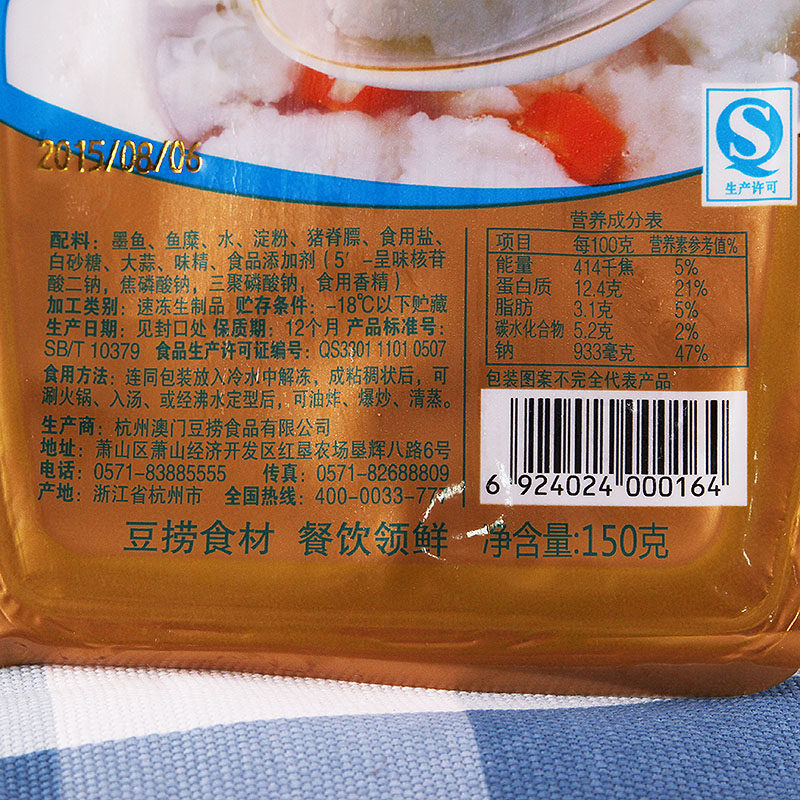 2015/08/06
生产许可
配料：墨鱼、鱼糜、水、淀粉、猪脊膘、食用盐、
白砂糖、大蒜、味精、食品添加剂（5′-呈味核苷
酸二钠，焦磷酸钠，三聚磷酸钠，食用香精）
加工类别：速冻生制品 贮存条件：-18℃以下贮藏
生产日期：见封口处 保质期：12个月 产品标准号：
SB/T 10379 食品生产许可证编号：QS3301 1101 0507
食用方法：连同包装放入冷水中解冻，成粘稠状后，可
涮火锅、入汤、或经沸水定型后，可油炸、爆炒、清蒸。
生产商：杭州澳门豆捞食品有限公司
地址：萧山区萧山经济开发区红垦农场垦辉八路6号
电话：0571-83885555 传真：0571-82688809
产地：浙江省杭州市 全国热线：400-0033-77
营养成分表
项目 每100克 营养素参考值%
能量 414千焦 5%
蛋白质 12.4克 21%
脂肪 3.1克 5%
碳水化合物 5.2克 2%
钠 933毫克 47%
包装图案不完全代表产品
6 924024 000164
豆捞食材 餐饮领鲜 净含量:150克